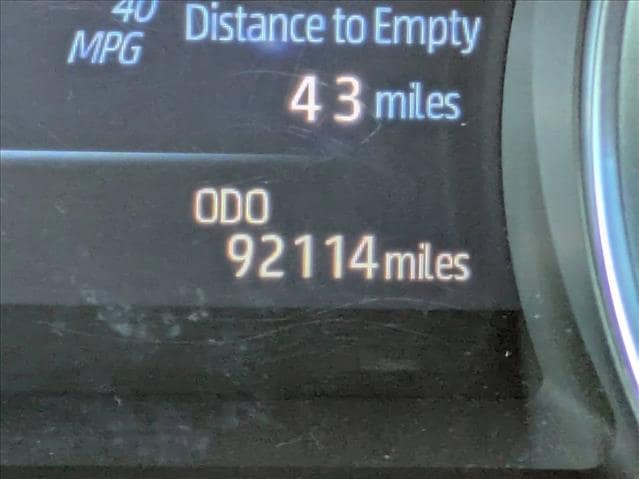 40 Distance to Empty
MPG
43 miles
ODO
92114 miles